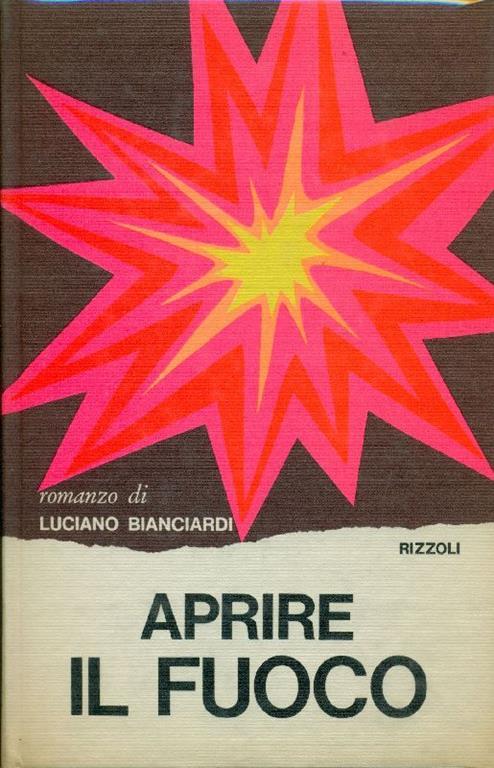 romanzo di
LUCIANO BIANCIARDI
RIZZOLI
APRIRE
IL FUOCO